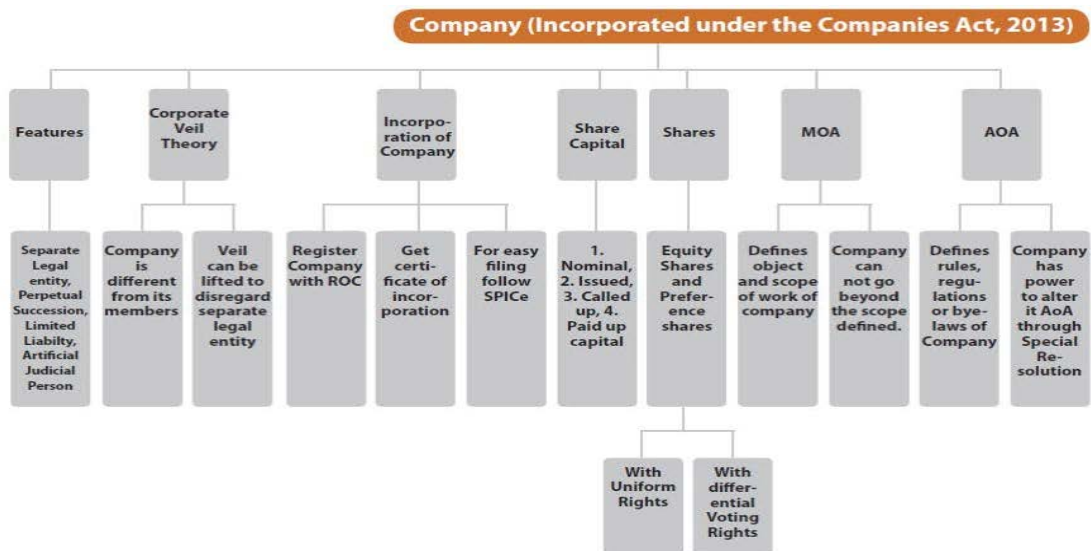 Company (Incorporated under the Companies Act, 2013)
Features
Corporate
Veil
Theory
Incorpo-
ration of
Company
Share
Capital
Shares
MOA
AOA
Separate
Legal
entity,
Perpetual
Succession,
Limited
Liabilty,
Artificial
Judicial
Person
Company
is
different
from its
members
Veil
can be
lifted to
disregard
separate
legal
entity
Register
Company
with ROC
Get
certi-
ficate of
incor-
poration
For easy
filing
follow
SPICe
1.
Nominal,
2. Issued,
3. Called
up, 4.
Paid up
capital
Equity
Shares
and
Prefer-
ence
shares
Defines
object
and scope
of work of
company
Company
can
not go
beyond
the scope
defined.
Defines
rules,
regu-
lations
or bye-
laws of
Company
Company
has
power
to alter
it AoA
through
Special
Re-
solution
With
Uniform
Rights
With
differ-
ential
Voting
Rights